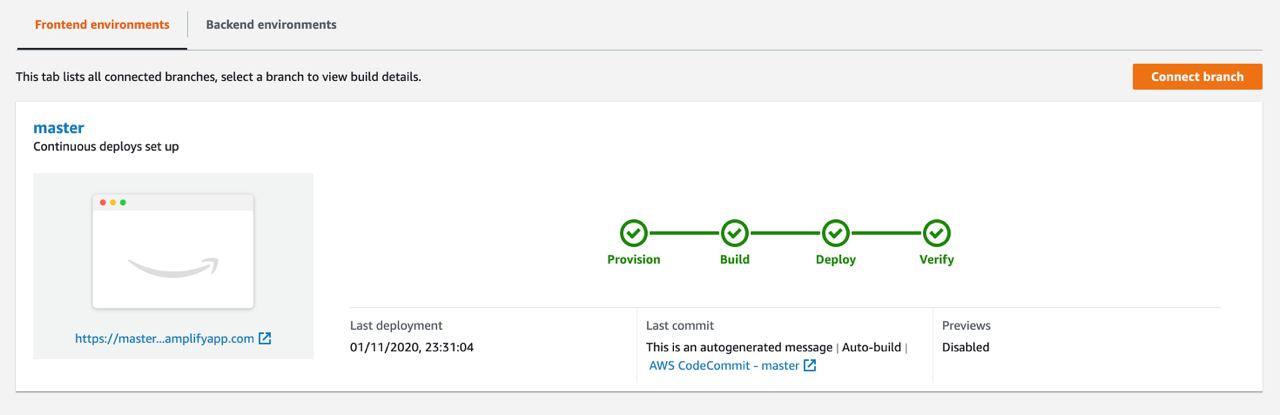 Frontend environments
Backend environments
This tab lists all connected branches, select a branch to view build details.
Connect branch
master
Continuous deploys set up
https://master...amplifyapp.com
Provision
Build
Deploy
Verify
Last deployment
01/11/2020, 23:31:04
Last commit
This is an autogenerated message | Auto-build |
AWS CodeCommit - master
Previews
Disabled